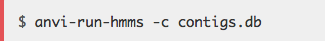 $ anvi-run-hmms -c contigs.db